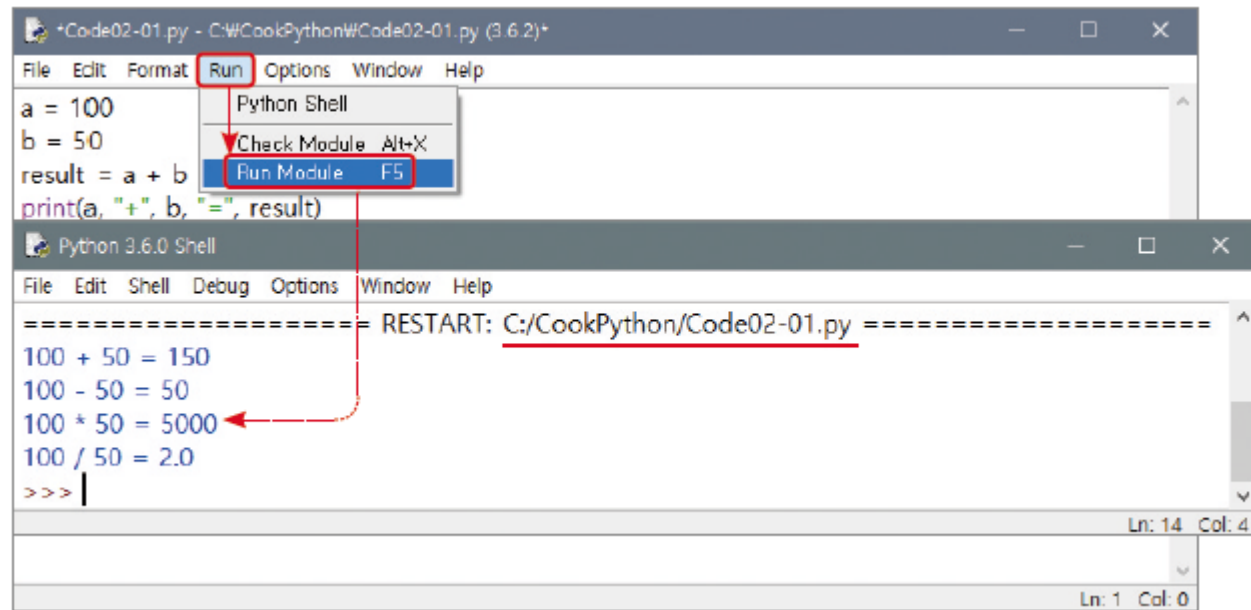 *Code02-01.py - C:₩CookPython₩Code02-01.py (3.6.2)*
File Edit Format Run Options Window Help
a = 100
b = 50
result = a + b
print(a, "+", b, "=", result)
Python Shell
Check Module Alt+X
Run Module F5
Python 3.6.0 Shell
File Edit Shell Debug Options Window Help
==================== RESTART: C:/CookPython/Code02-01.py ====================
100 + 50 = 150
100 - 50 = 50
100 * 50 = 5000
100 / 50 = 2.0
>>>
Ln: 14 Col: 4
Ln: 1 Col: 0